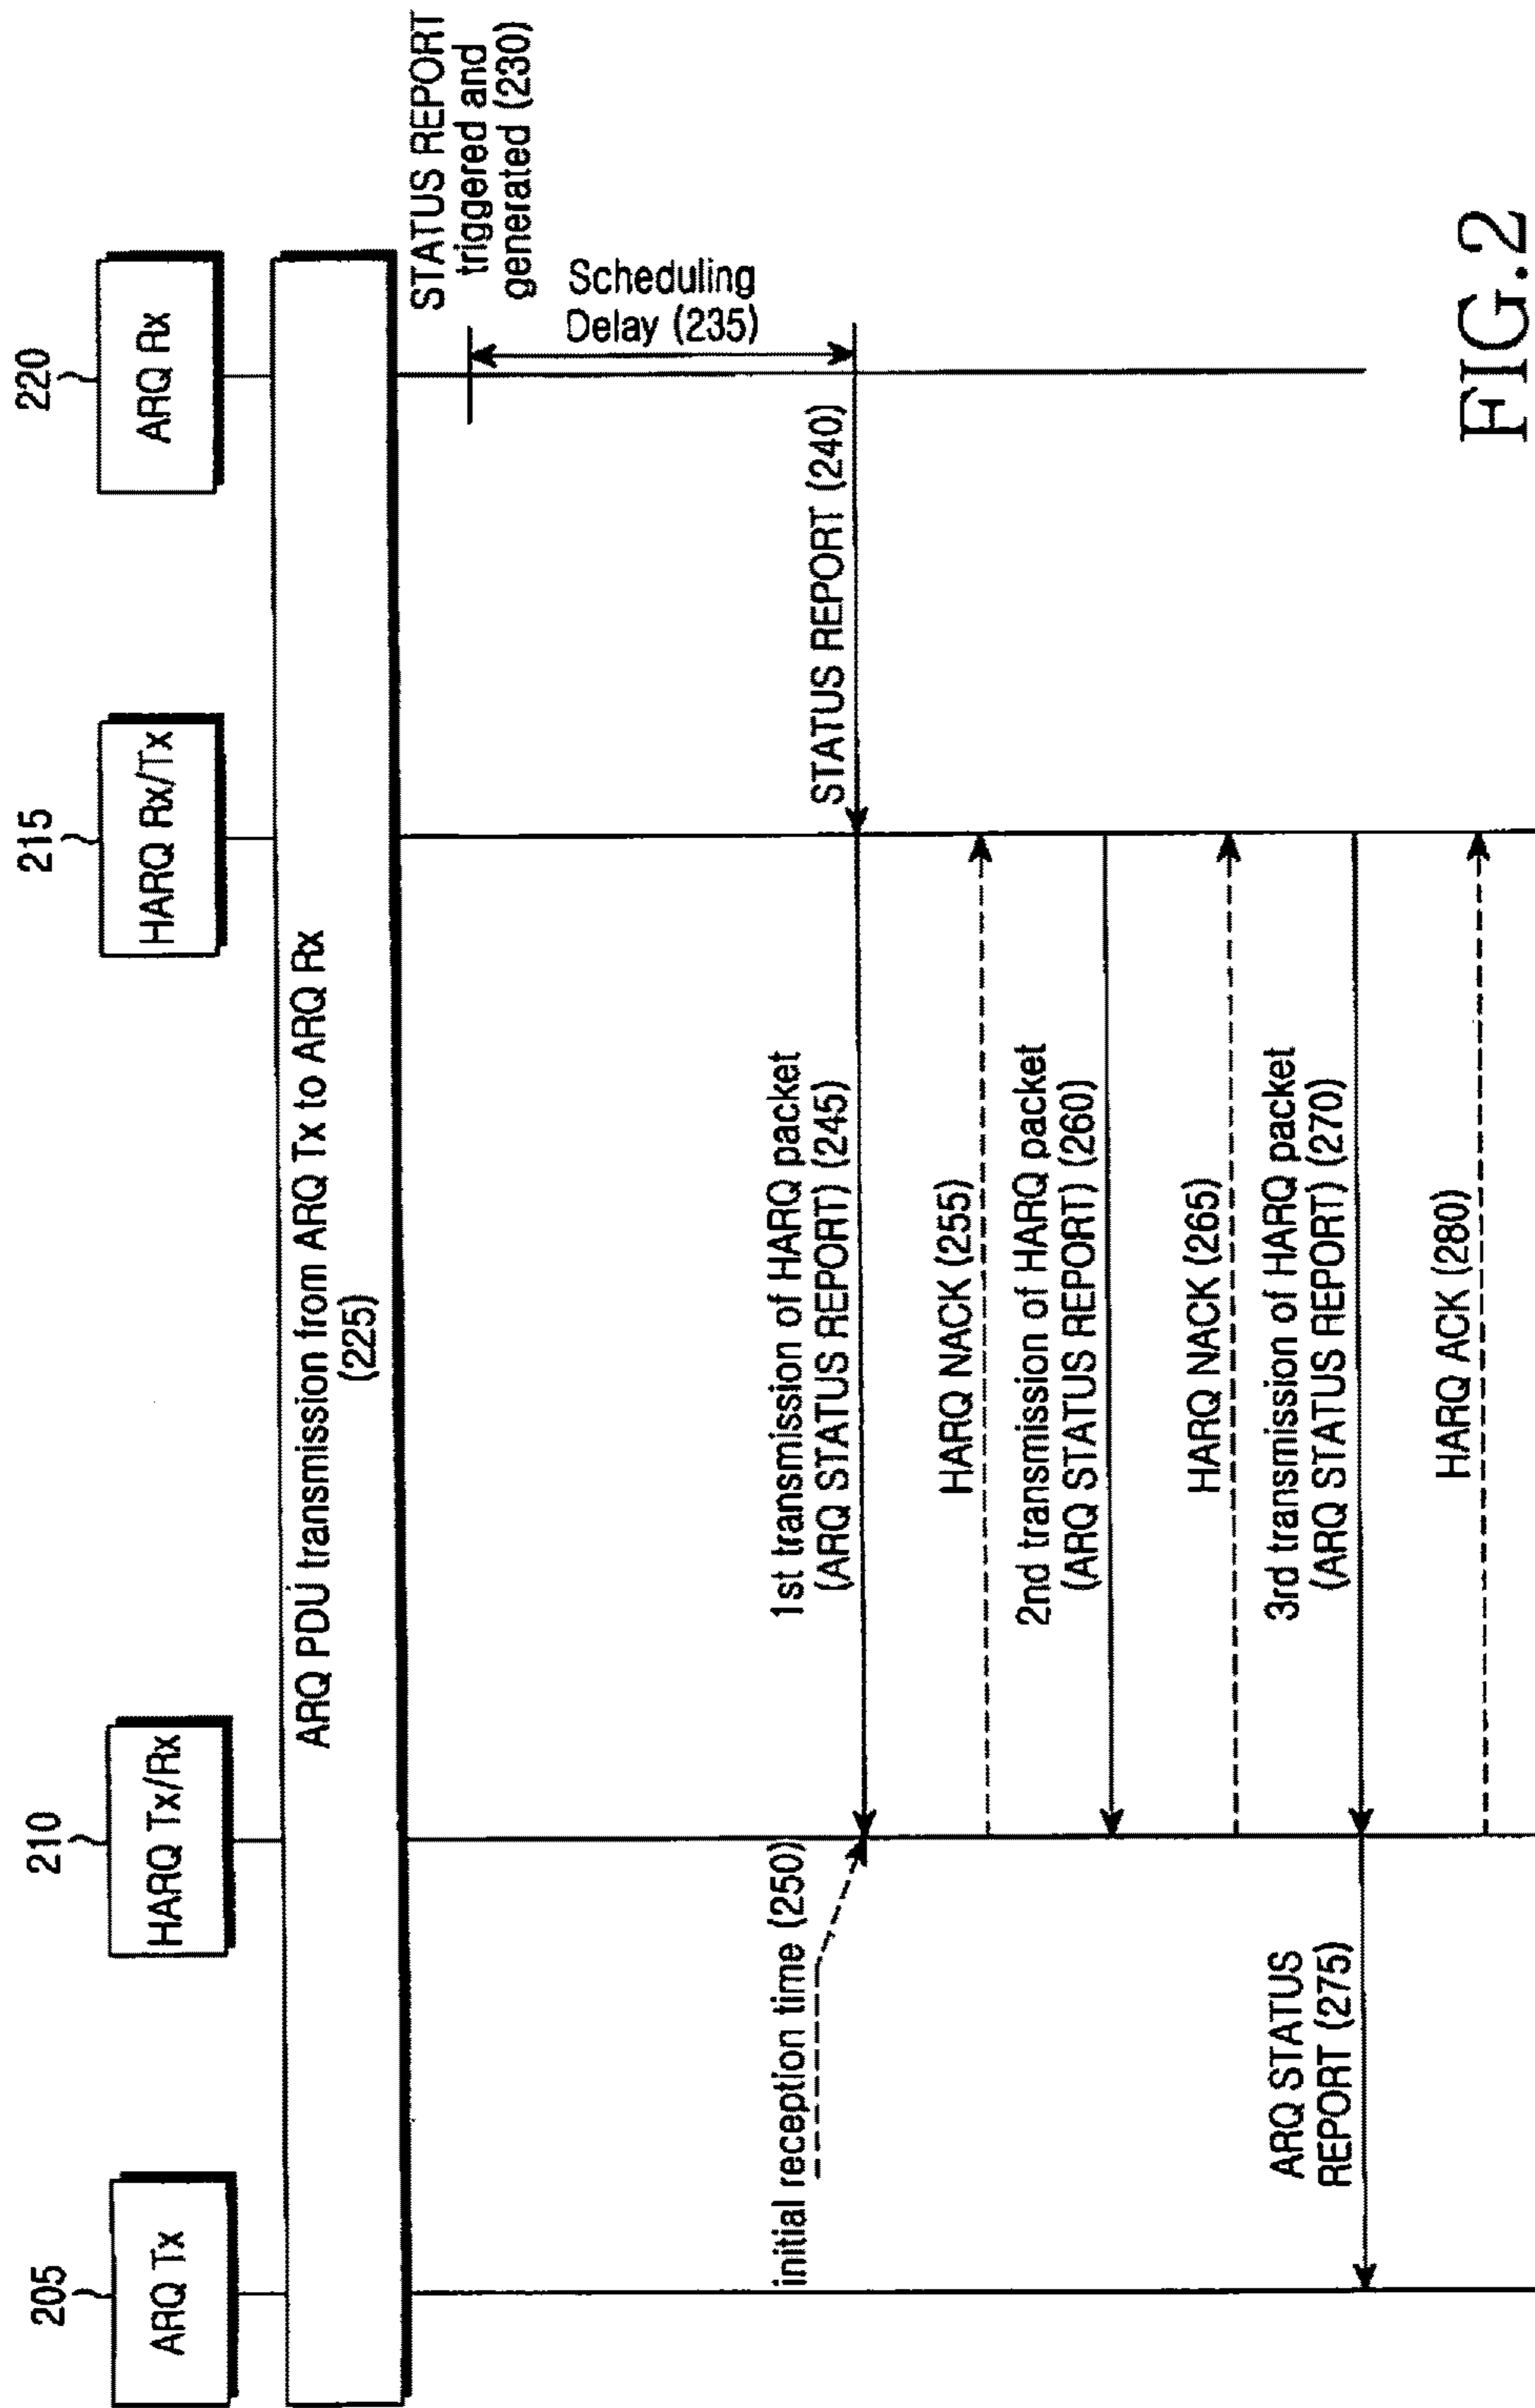 205
210
215
220
ARQ Tx
HARQ Tx/Rx
HARQ Rx/Tx
ARQ Rx
ARQ PDU transmission from ARQ Tx to ARQ Rx
(225)
STATUS REPORT
triggered and
generated (230)
Scheduling
Delay (235)
STATUS REPORT (240)
1st transmission of HARQ packet
(ARQ STATUS REPORT) (245)
initial reception time (250)
HARQ NACK (255)
2nd transmission of HARQ packet
(ARQ STATUS REPORT) (260)
HARQ NACK (265)
3rd transmission of HARQ packet
(ARQ STATUS REPORT) (270)
ARQ STATUS
REPORT (275)
HARQ ACK (280)
FIG.2